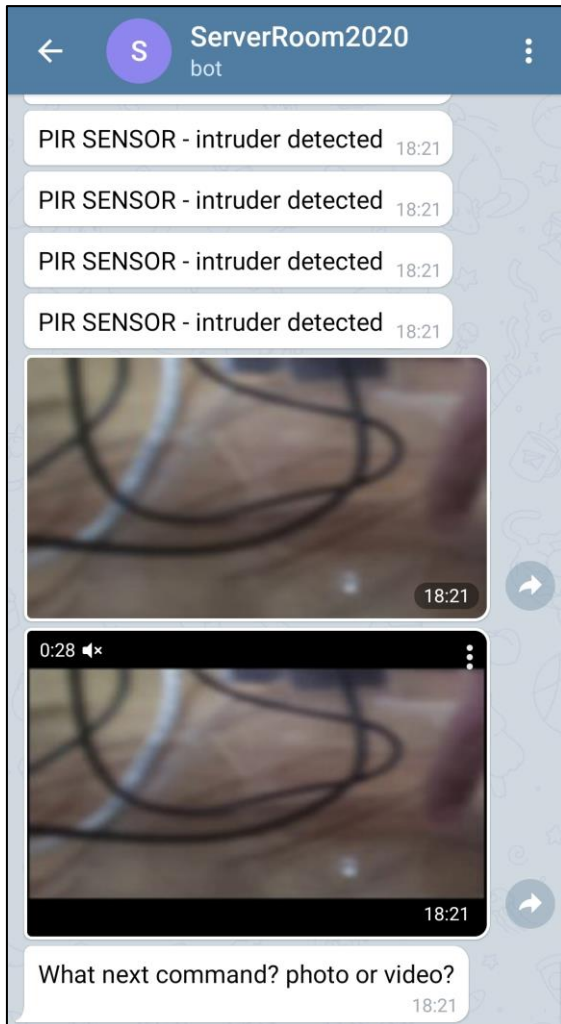 S
ServerRoom2020
bot
PIR SENSOR - intruder detected 18:21
PIR SENSOR - intruder detected 18:21
PIR SENSOR - intruder detected 18:21
PIR SENSOR - intruder detected 18:21
18:21
0:28
18:21
What next command? photo or video?
18:21